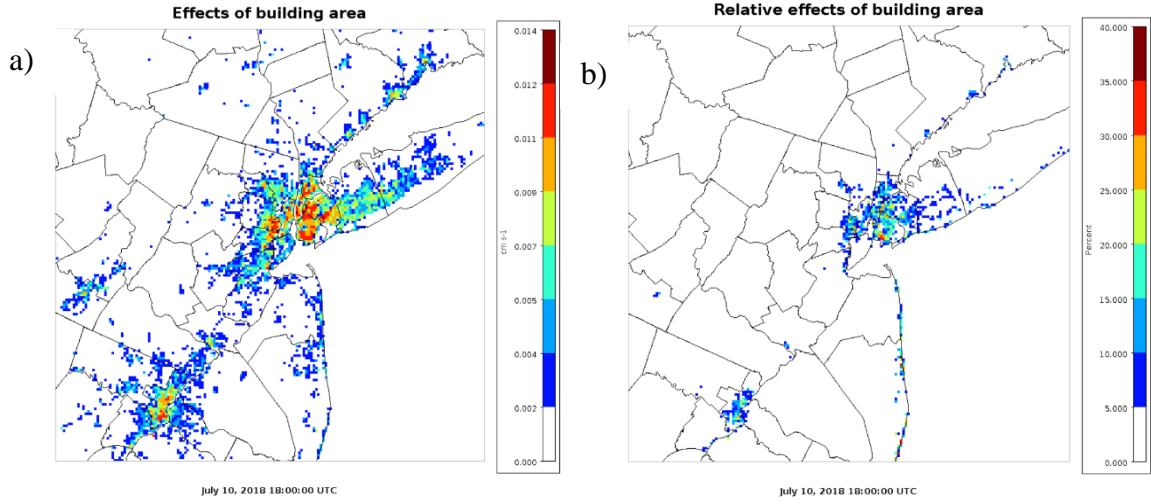 a)
Effects of building area
0.014
0.012
0.011
0.009
0.007
0.005
0.004
0.002
0.000
cm s-1
July 10, 2018 18:00:00 UTC
b)
Relative effects of building area
40.000
35.000
30.000
25.000
20.000
15.000
10.000
5.000
0.000
Percent
July 10, 2018 18:00:00 UTC